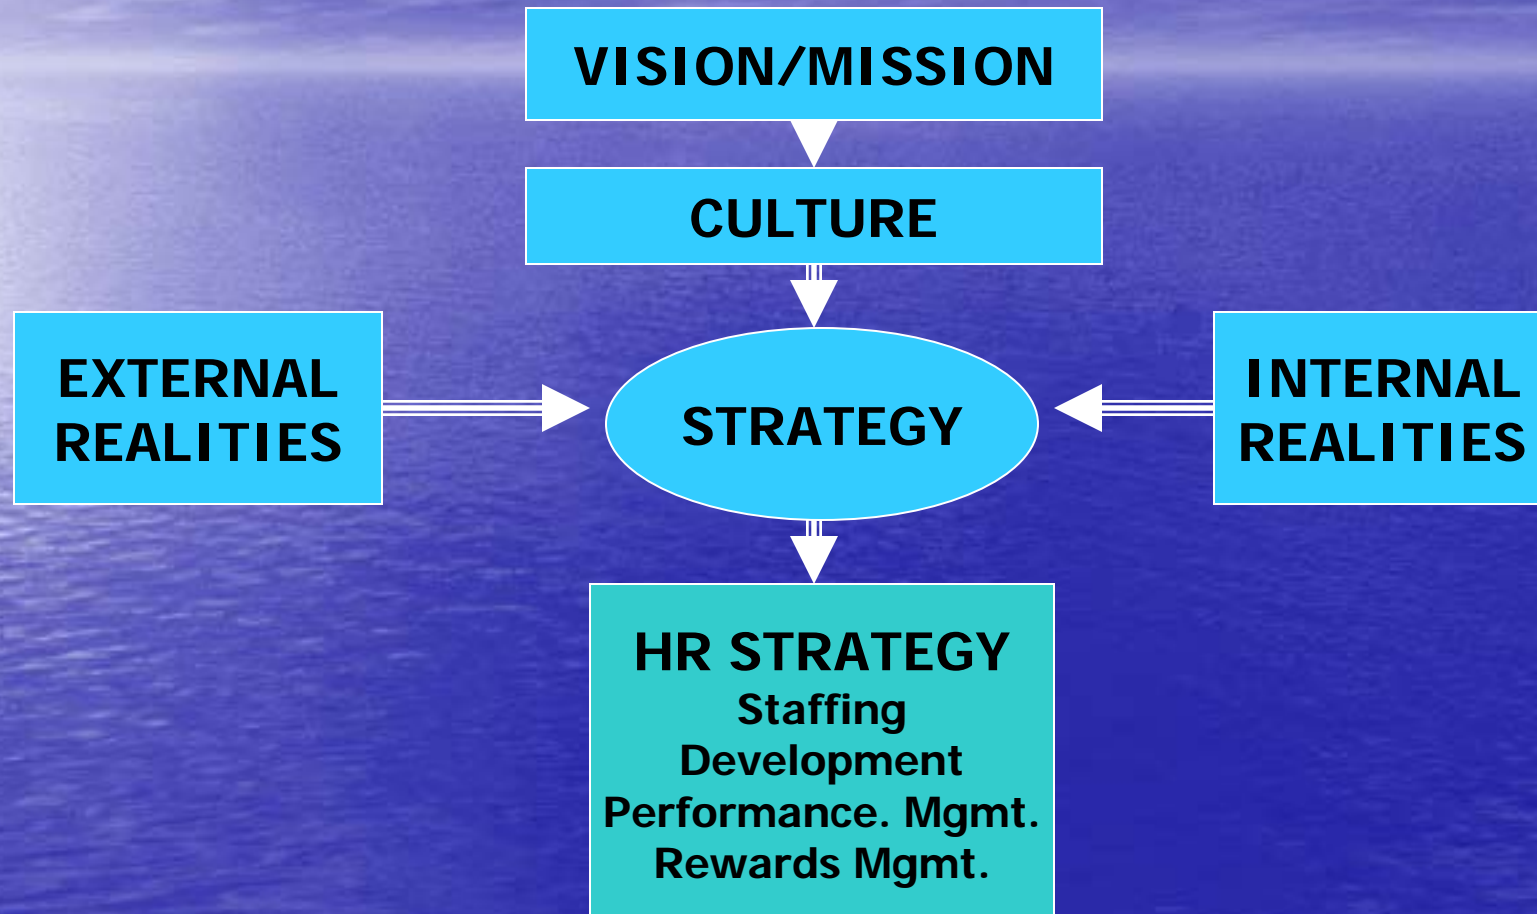 VISION/MISSION
CULTURE
EXTERNAL
REALITIES
STRATEGY
INTERNAL
REALITIES
HR STRATEGY
Staffing
Development
Performance. Mgmt.
Rewards Mgmt.